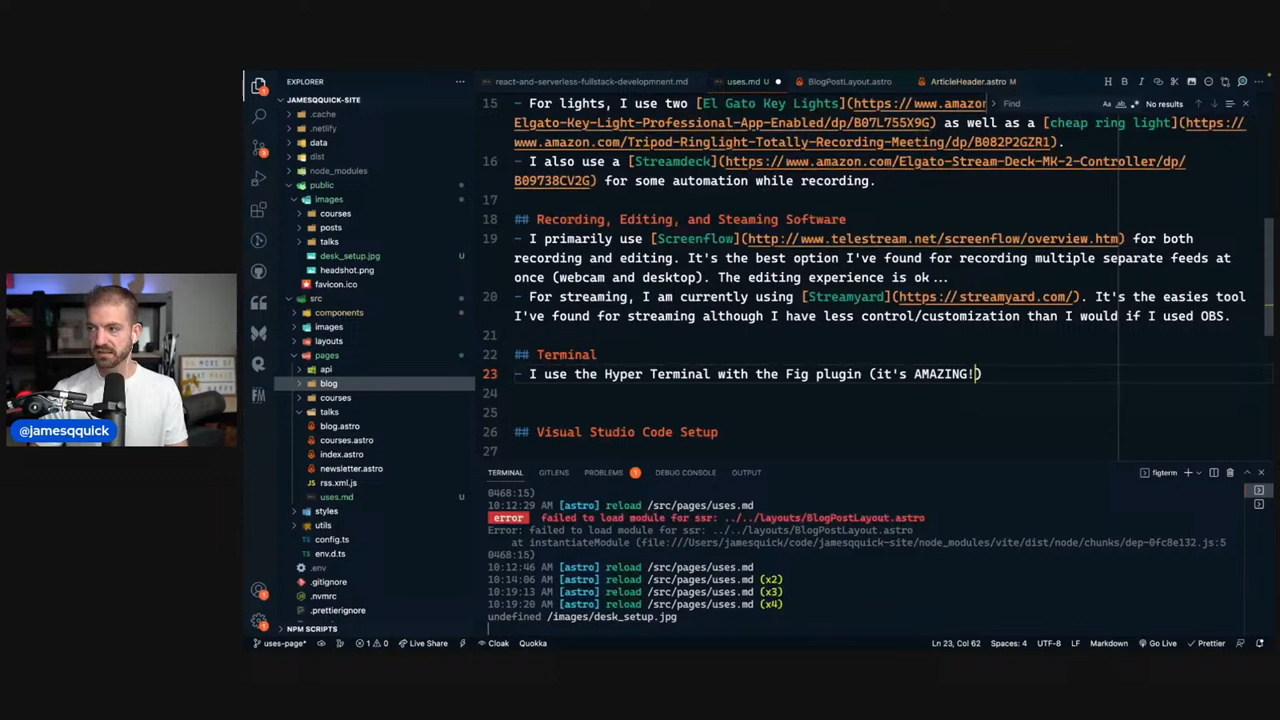 EXPLORER
react-and-serverless-fullstack-developmnent.md
uses.md U
BlogPostLayout.astro
ArticleHeader.astro M
JAMESQQUICK-SITE
.cache
.netlify
data
dist
node_modules
public
images
courses
posts
talks
desk_setup.jpg U
headshot.png
favicon.ico
src
components
images
layouts
pages
api
blog
courses
talks
blog.astro
courses.astro
index.astro
newsletter.astro
rss.xml.js
uses.md U
styles
utils
config.ts
env.d.ts
.env
.gitignore
.nvmrc
.prettierignore
NPM SCRIPTS
Find
No results
15 - For lights, I use two [El Gato Key Lights](https://www.amazon
Elgato-Key-Light-Professional-App-Enabled/dp/B07L755X9G) as well as a [cheap ring light](https://
www.amazon.com/Tripod-Ringlight-Totally-Recording-Meeting/dp/B082P2GZR1).
16 - I also use a [Streamdeck](https://www.amazon.com/Elgato-Stream-Deck-MK-2-Controller/dp/
B09738CV2G) for some automation while recording.
17
18 ## Recording, Editing, and Steaming Software
19 - I primarily use [Screenflow](http://www.telestream.net/screenflow/overview.htm) for both
recording and editing. It's the best option I've found for recording multiple separate feeds at
once (webcam and desktop). The editing experience is ok...
20 - For streaming, I am currently using [Streamyard](https://streamyard.com/). It's the easies tool
I've found for streaming although I have less control/customization than I would if I used OBS.
21
22 ## Terminal
23 - I use the Hyper Terminal with the Fig plugin (it's AMAZING!)
24
25
26 ## Visual Studio Code Setup
27
TERMINAL GITLENS PROBLEMS 1 DEBUG CONSOLE OUTPUT
figterm
0468:15)
10:12:29 AM [astro] reload /src/pages/uses.md
error failed to load module for ssr: ../../layouts/BlogPostLayout.astro
Error: failed to load module for ssr: ../../layouts/BlogPostLayout.astro
at instantiateModule (file:///Users/jamesquick/code/jamesqquick-site/node_modules/vite/dist/node/chunks/dep-0fc8e132.js:5
0468:15)
10:12:46 AM [astro] reload /src/pages/uses.md
10:14:06 AM [astro] reload /src/pages/uses.md (x2)
10:19:13 AM [astro] reload /src/pages/uses.md (x3)
10:19:20 AM [astro] reload /src/pages/uses.md (x4)
undefined /images/desk_setup.jpg
@jamesqquick
uses-page* 1 0 Live Share Cloak Quokka Ln 23, Col 62 Spaces: 4 UTF-8 LF Markdown Go Live Prettier